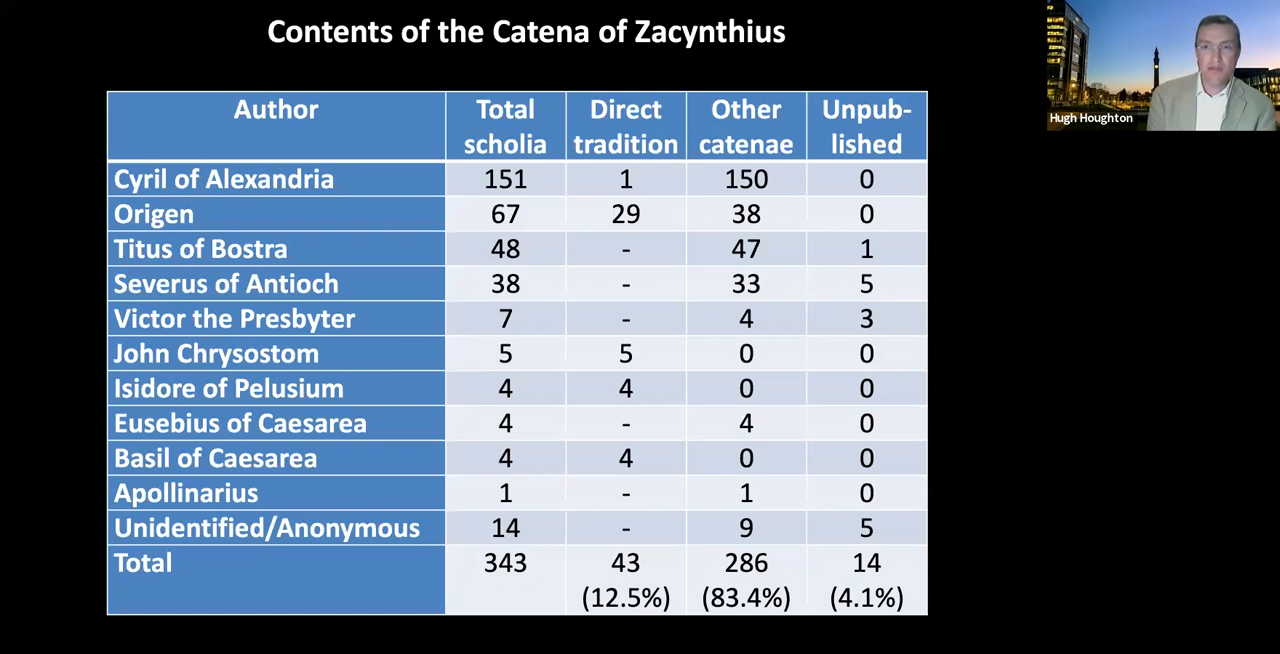 Contents of the Catena of Zacynthius
Hugh Houghton
Author Total scholia Direct tradition Other catenae Unpub-lished
Cyril of Alexandria 151 1 150 0
Origen 67 29 38 0
Titus of Bostra 48 - 47 1
Severus of Antioch 38 - 33 5
Victor the Presbyter 7 - 4 3
John Chrysostom 5 5 0 0
Isidore of Pelusium 4 4 0 0
Eusebius of Caesarea 4 - 4 0
Basil of Caesarea 4 4 0 0
Apollinarius 1 - 1 0
Unidentified/Anonymous 14 - 9 5
Total 343 43 286 14
(12.5%) (83.4%) (4.1%)